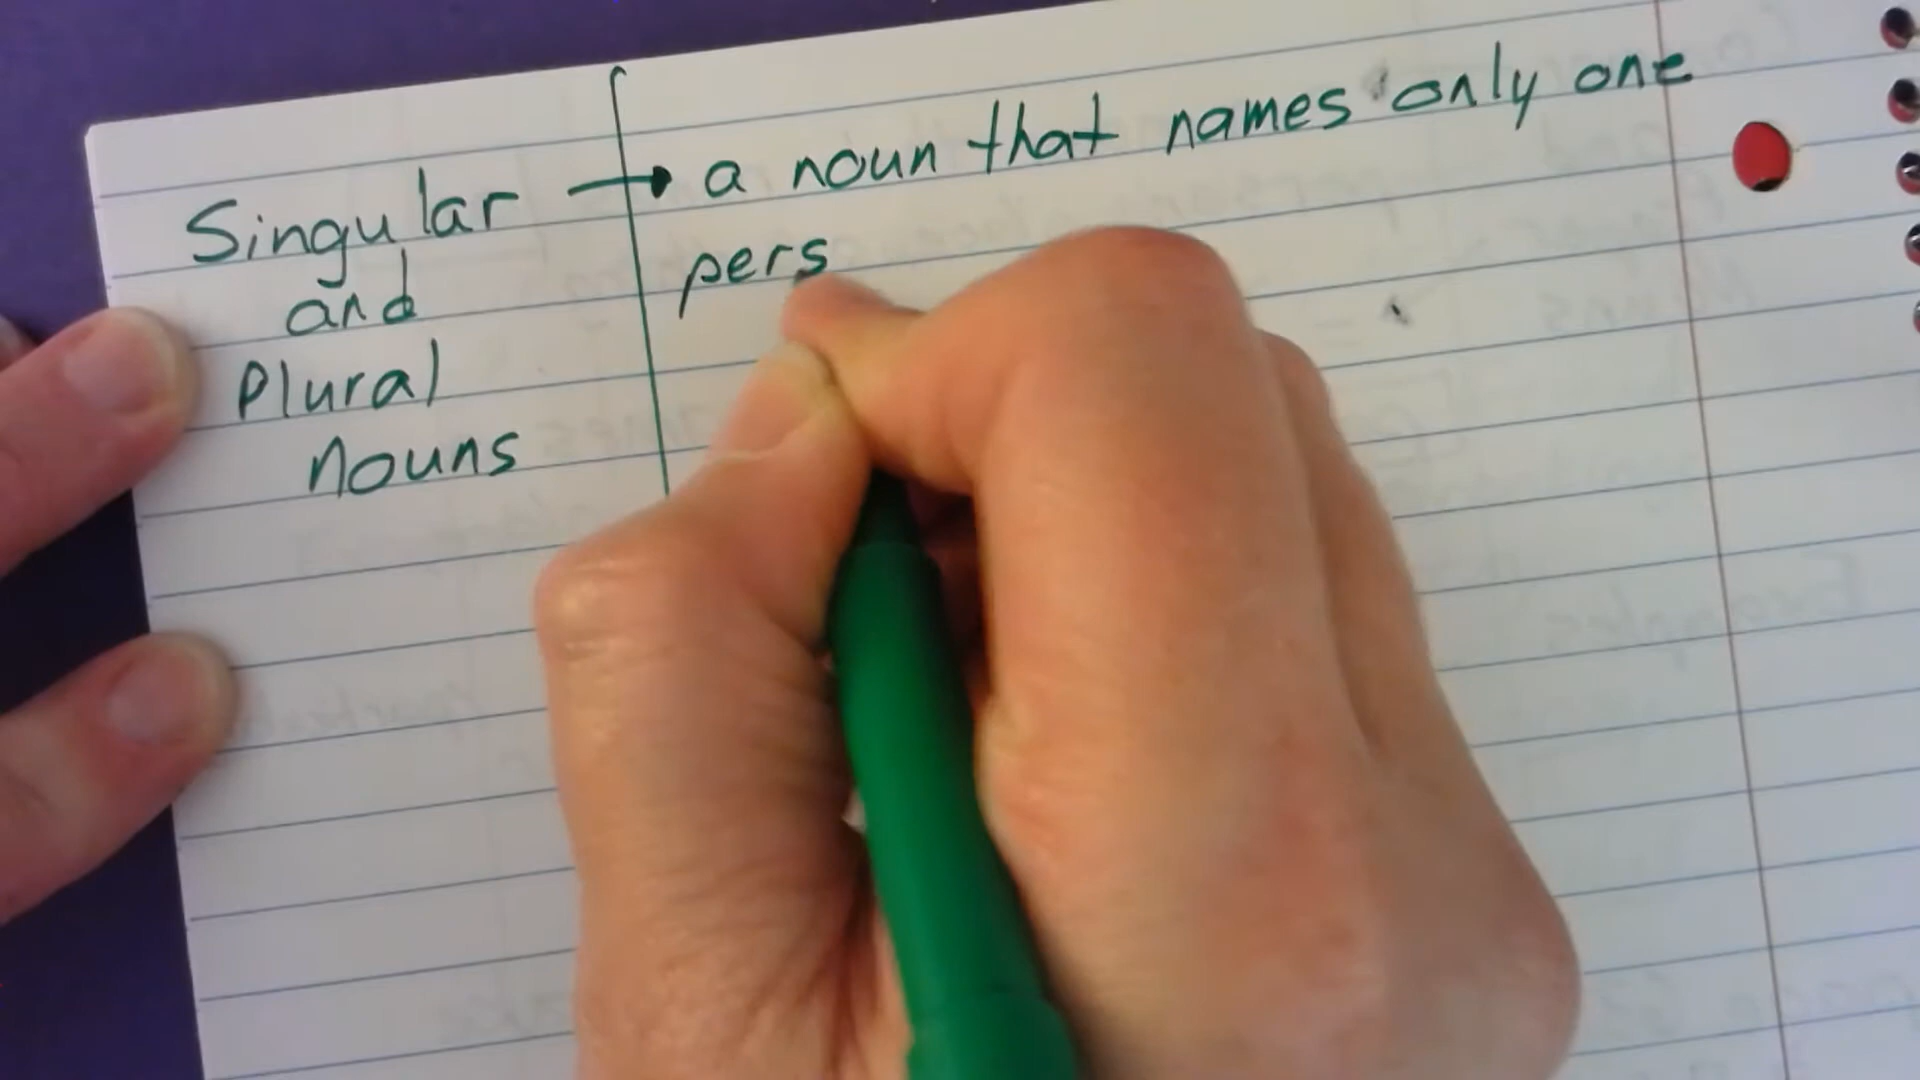 Singular → a noun that names only one
pers
and
Plural
nouns